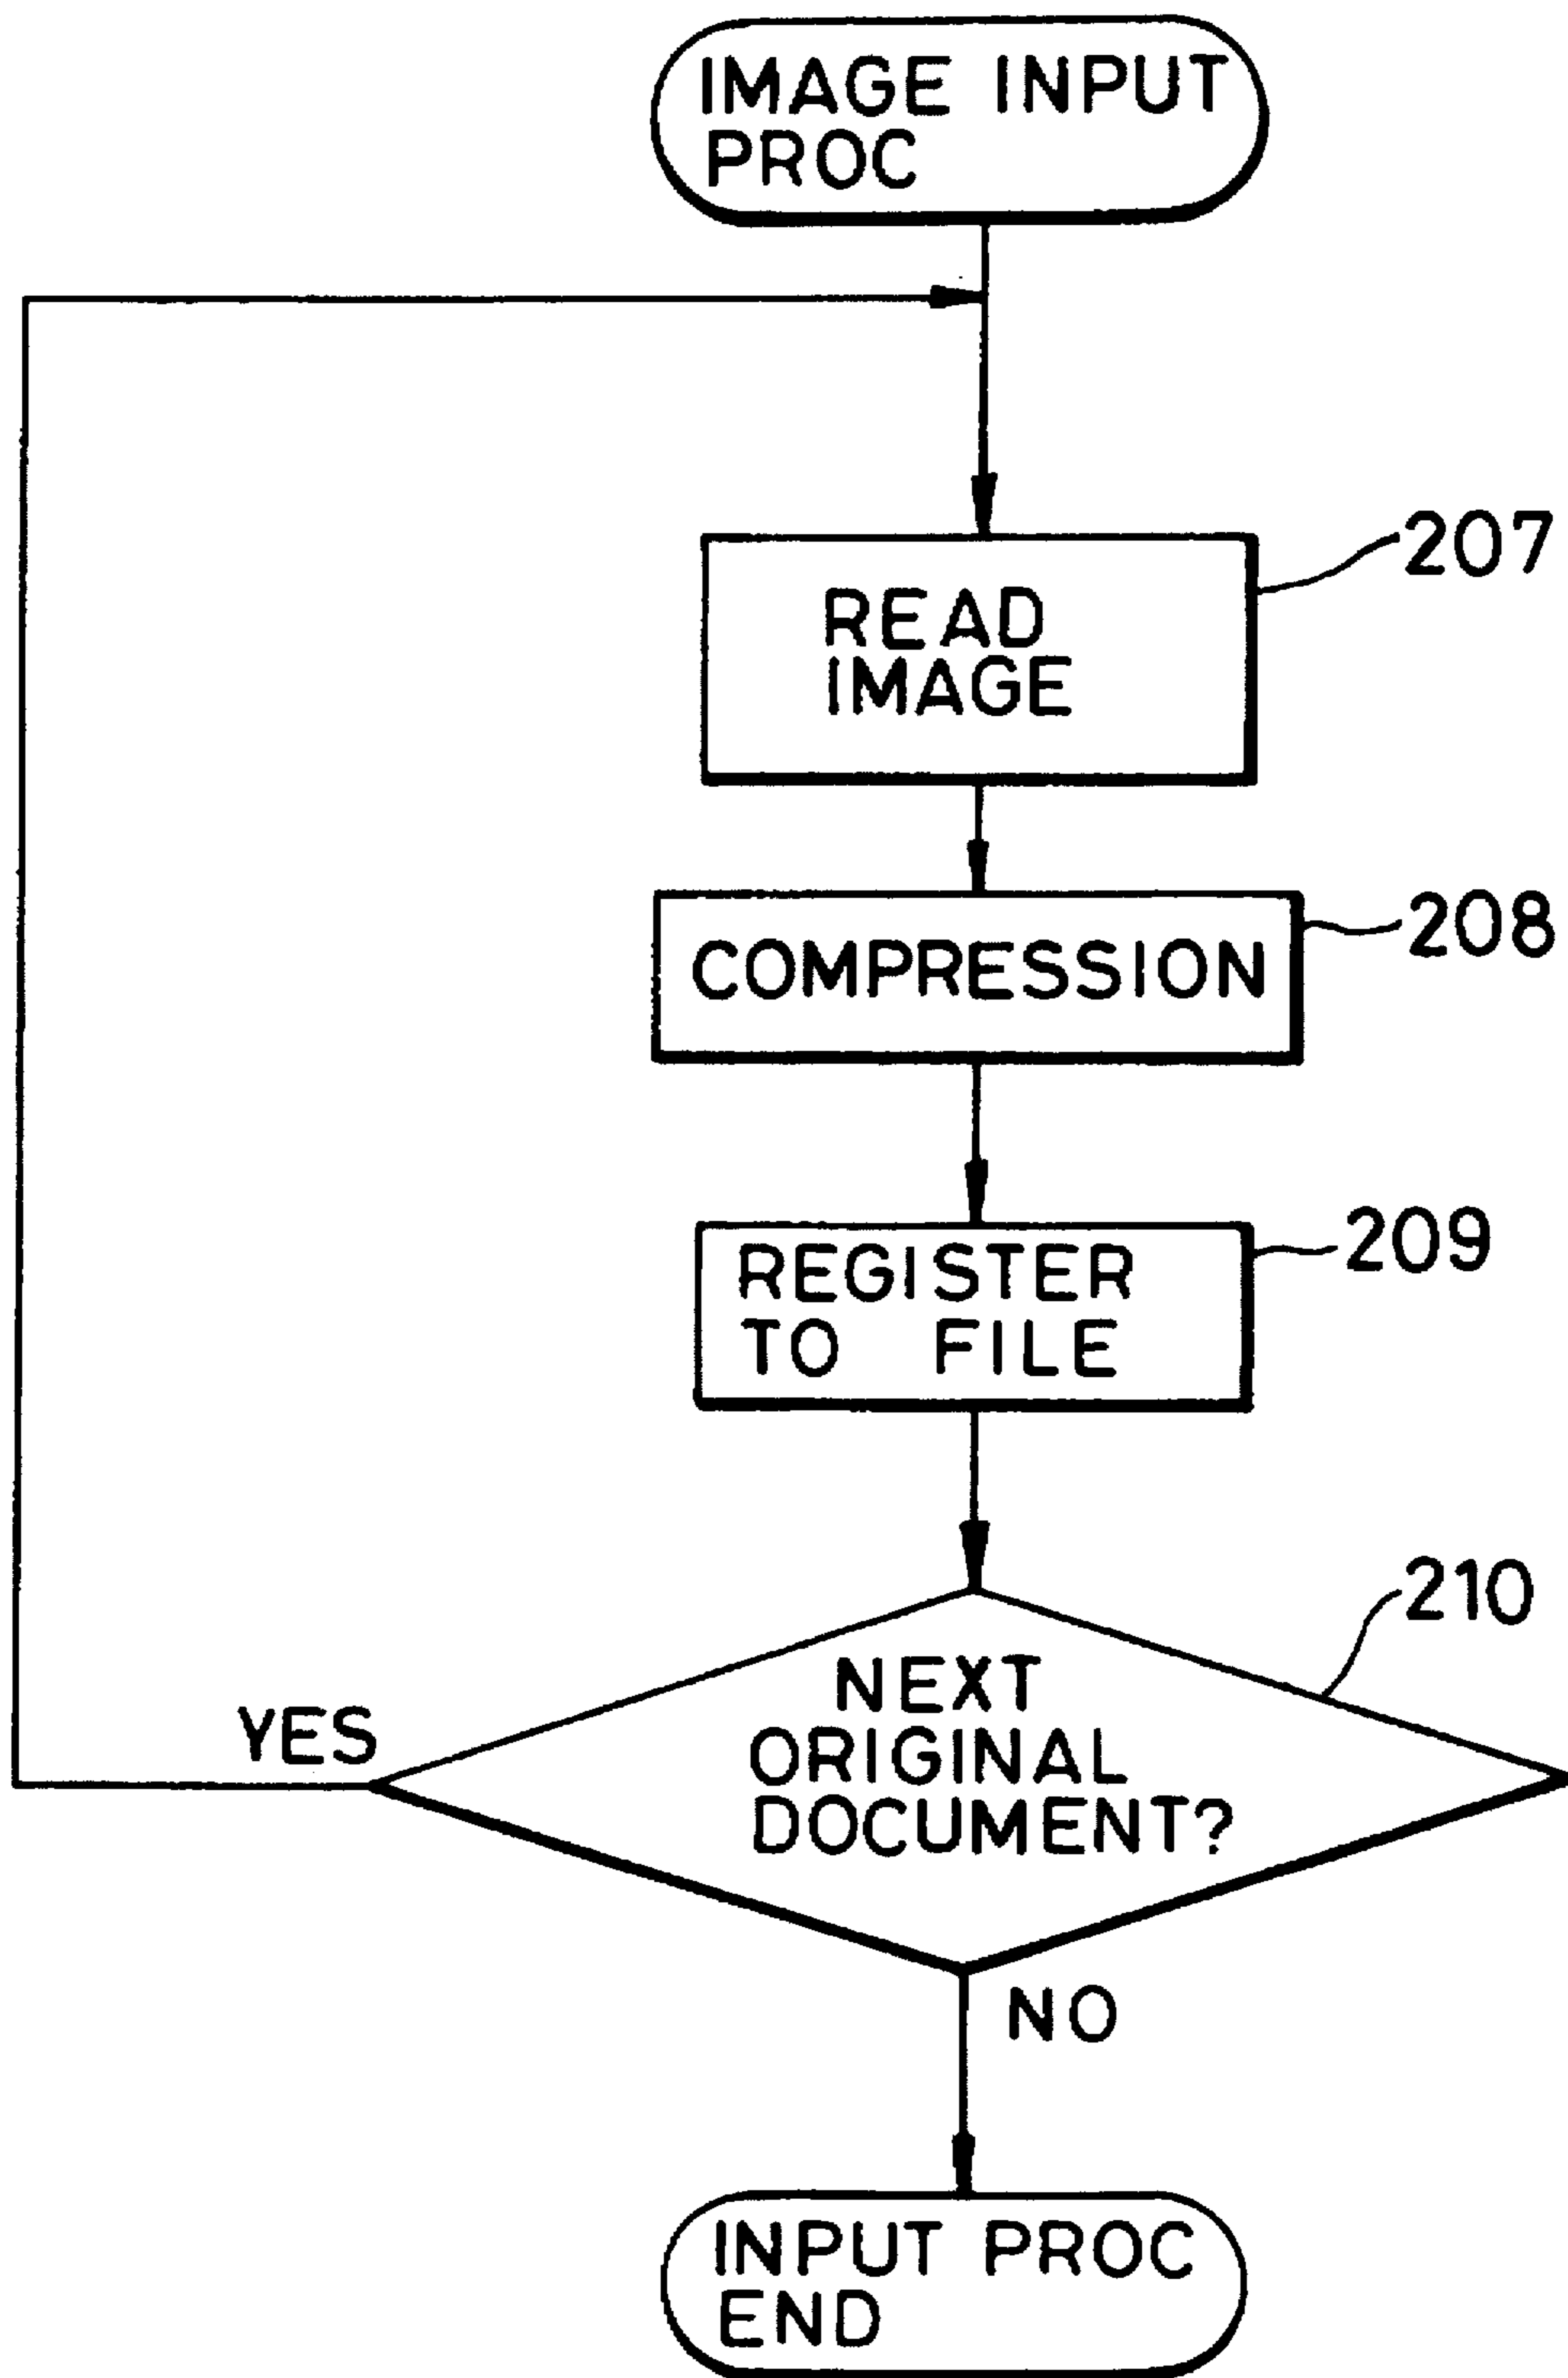 IMAGE INPUT
PROC
207
READ
IMAGE
208
COMPRESSION
209
REGISTER
TO FILE
210
NEXT
ORIGINAL
DOCUMENT?
YES
NO
INPUT PROC
END